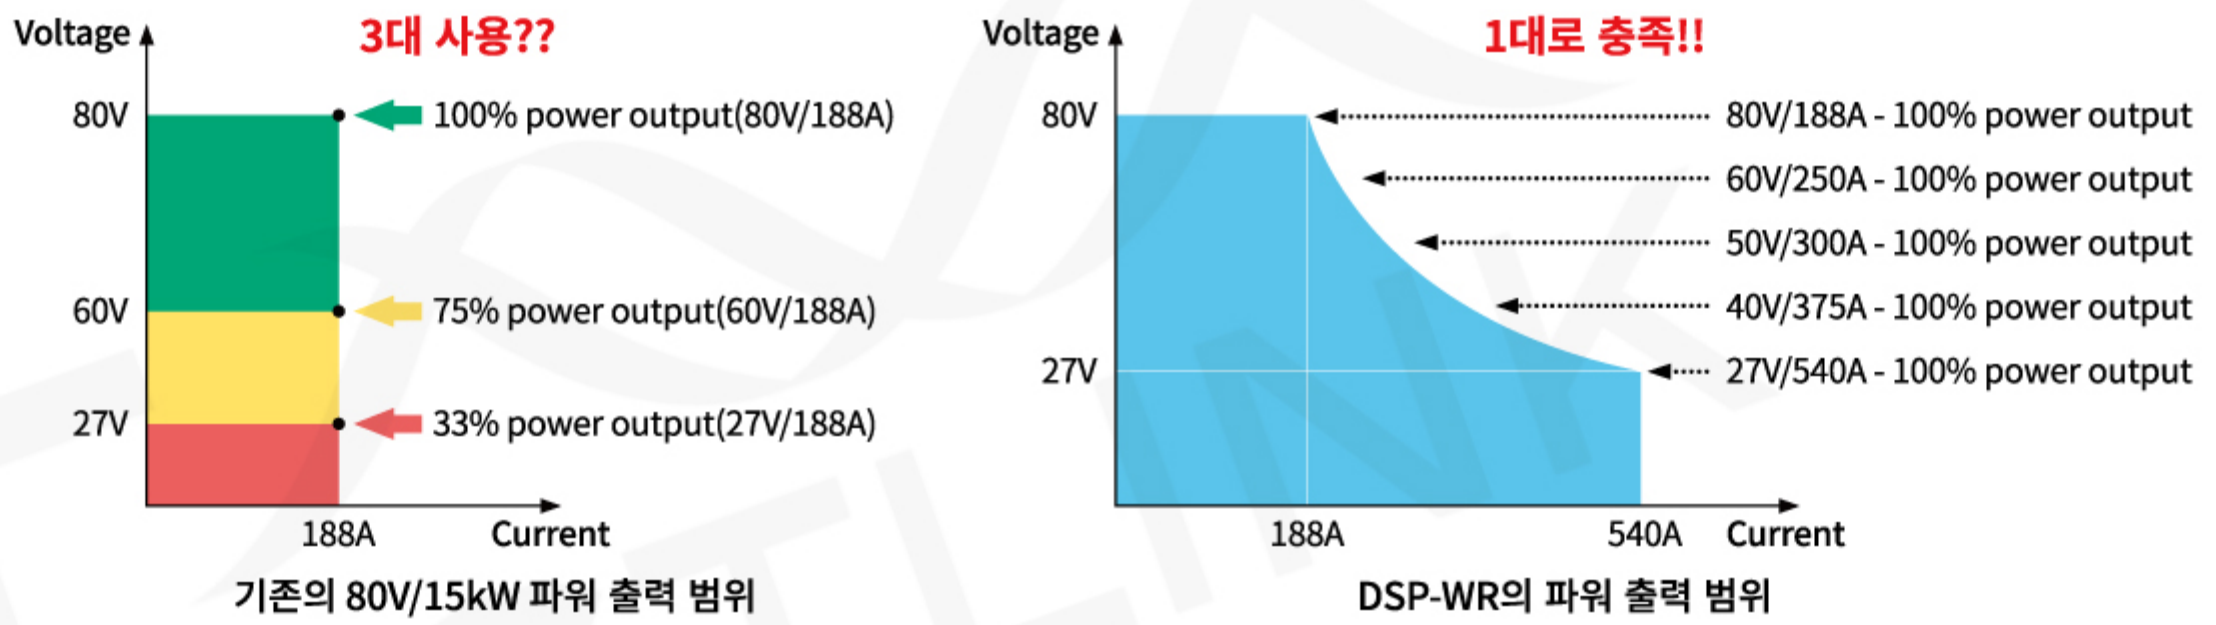 3대 사용??
Voltage
80V
100% power output(80V/188A)
60V
75% power output(60V/188A)
27V
33% power output(27V/188A)
188A
Current
기존의 80V/15kW 파워 출력 범위
1대로 충족!!
Voltage
80V
80V/188A - 100% power output
60V/250A - 100% power output
50V/300A - 100% power output
40V/375A - 100% power output
27V
27V/540A - 100% power output
188A
540A
Current
DSP-WR의 파워 출력 범위